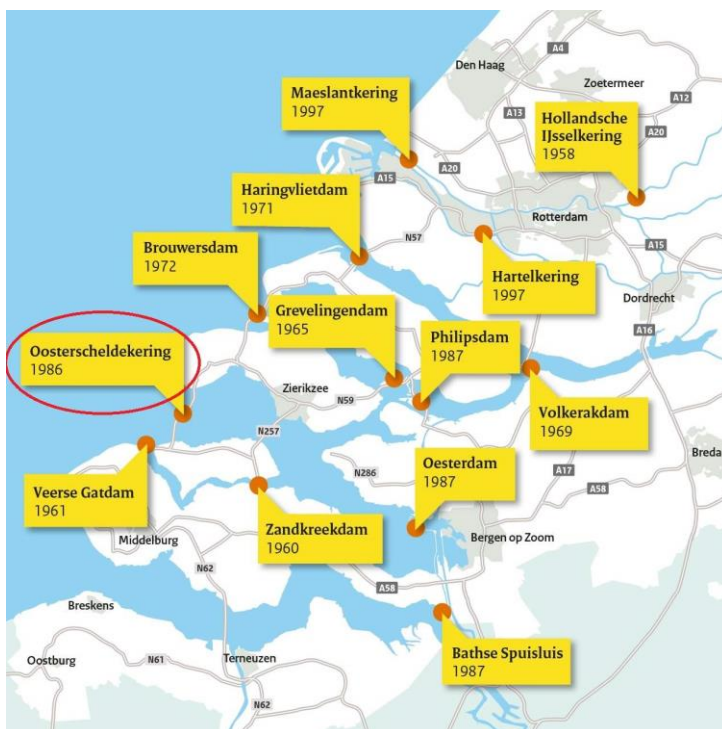 Den Haag
A4
Zoetermeer
A12
A13
A20
Maeslantkering
1997
Hollandsche
IJsselkering
1958
A20
A15
Haringvlietdam
1971
Rotterdam
N57
A15
Brouwersdam
1972
Hartelkering
1997
Dordrecht
A16
Grevelingendam
1965
Philipsdam
1987
Oosterscheldekering
1986
Zierikzee
N59
Volkerakdam
1969
N257
Breda
Veerse Gatdam
1961
N286
Oesterdam
1987
A17
A58
Zandkreekdam
1960
Middelburg
Bergen op Zoom
N62
A58
Breskens
Bathse Spuisluis
1987
Oostburg
N61
Terneuzen
N62